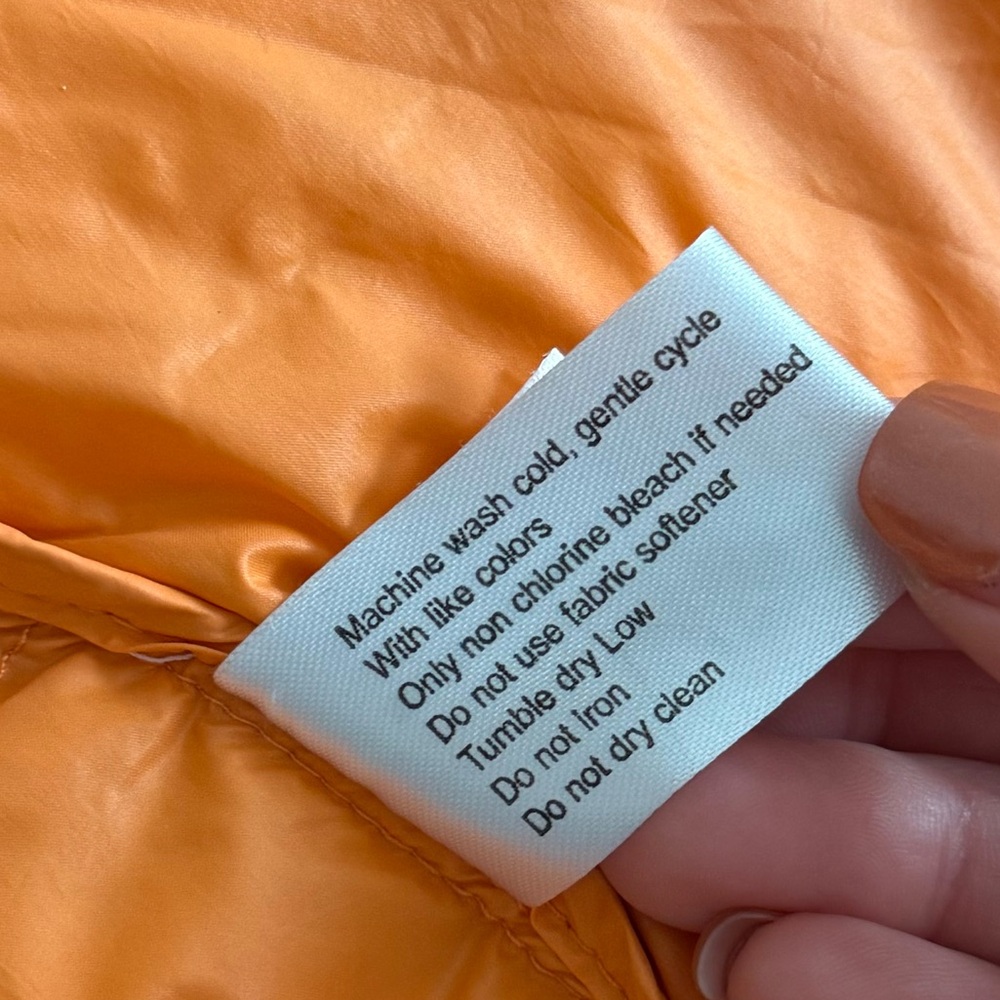 Machine wash cold, gentle cycle
With like colors
Only non chlorine bleach if needed
Do not use fabric softener
Tumble dry Low
Do not Iron
Do not dry clean